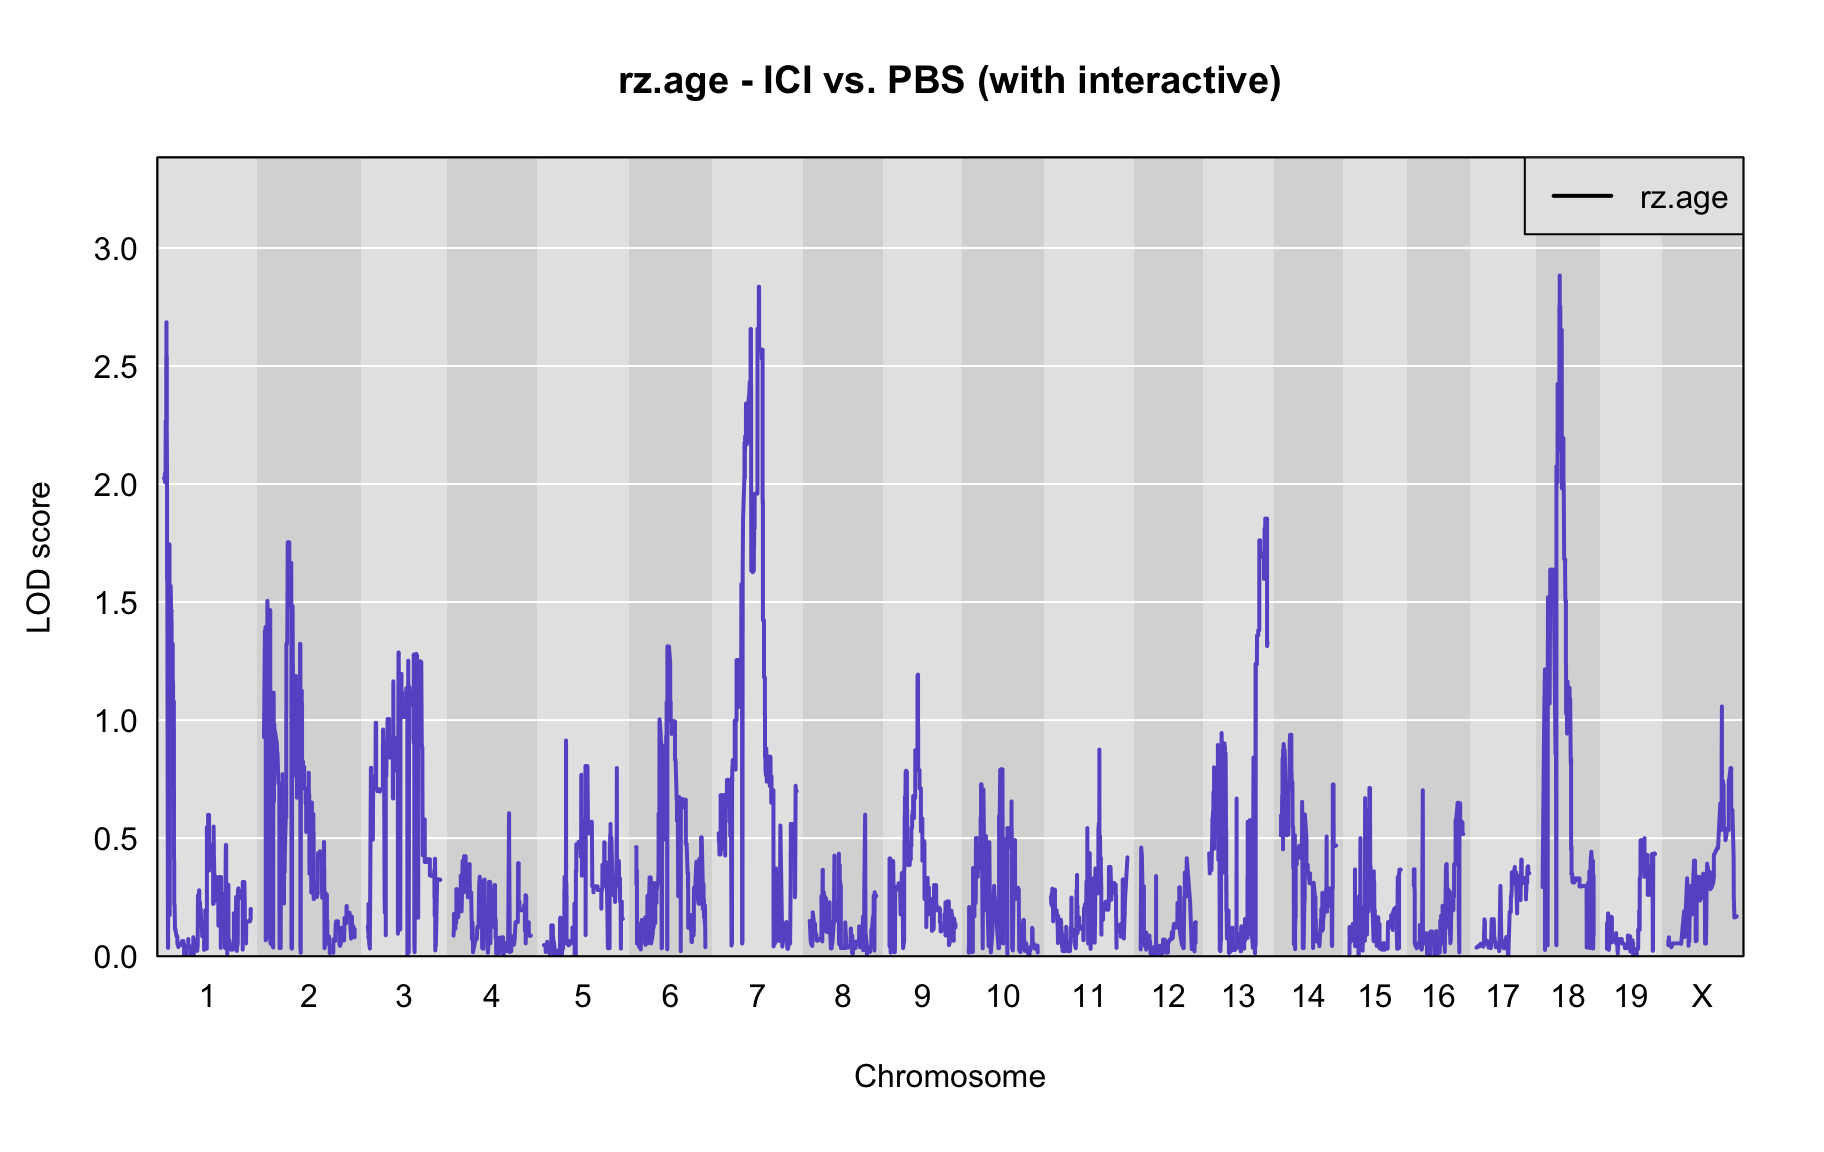 rz.age - ICI vs. PBS (with interactive)
rz.age
3.0
2.5
2.0
1.5
1.0
0.5
0.0
LOD score
1 2 3 4 5 6 7 8 9 10 11 12 13 14 15 16 17 18 19 X
Chromosome